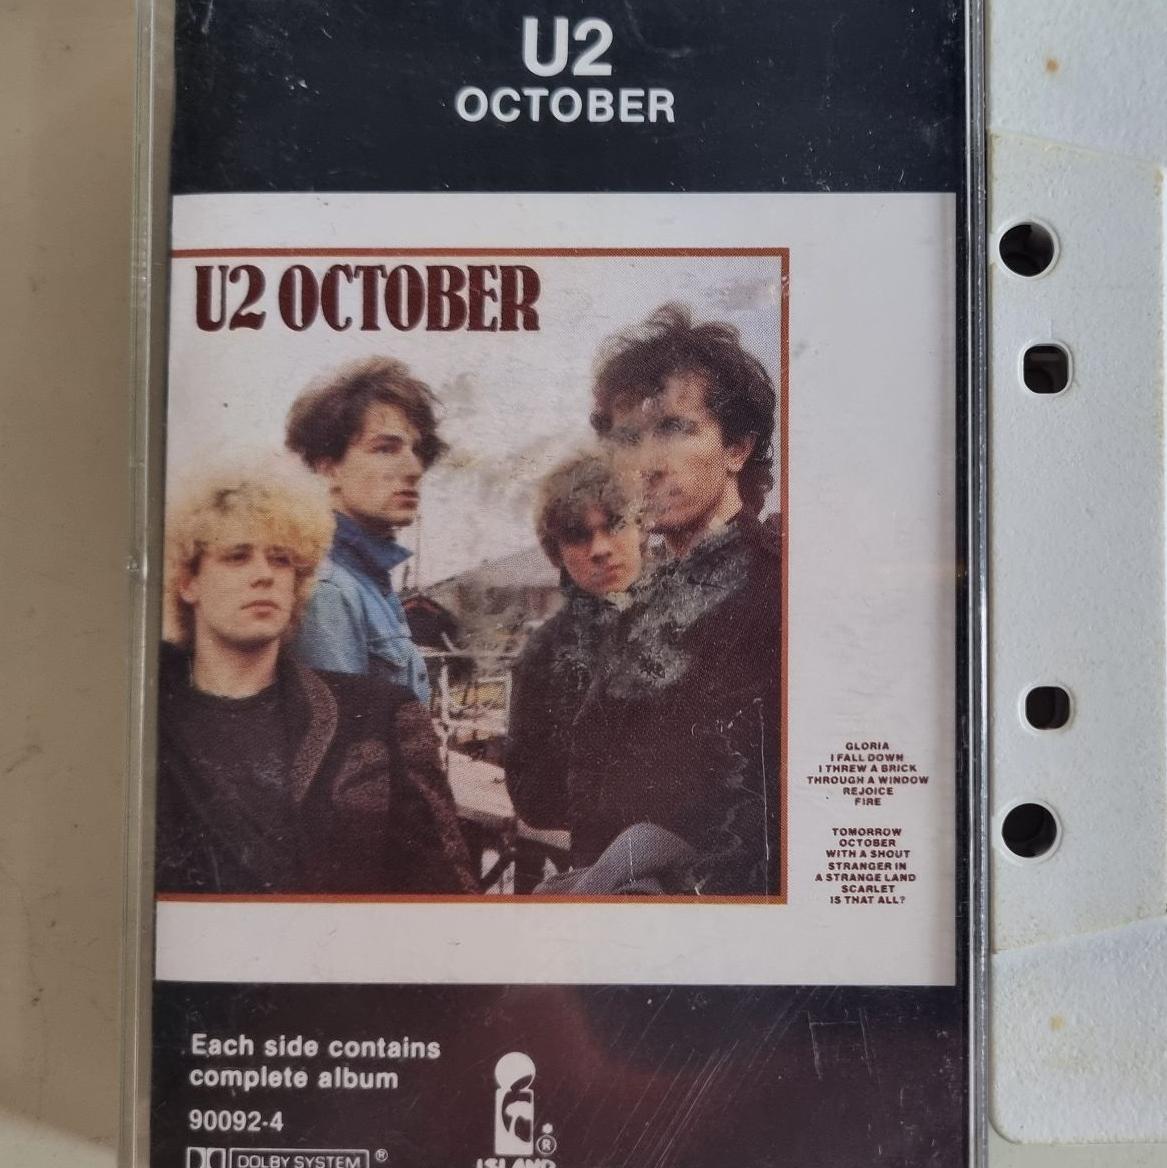 U2
OCTOBER
U2 OCTOBER
GLORIA
I FALL DOWN
I THREW A BRICK
THROUGH A WINDOW
REJOICE
FIRE
TOMORROW
OCTOBER
WITH A SHOUT
STRANGER IN
A STRANGE LAND
SCARLET
IS THAT ALL?
Each side contains
complete album
90092-4
DOLBY SYSTEM ®
®
ISLAND